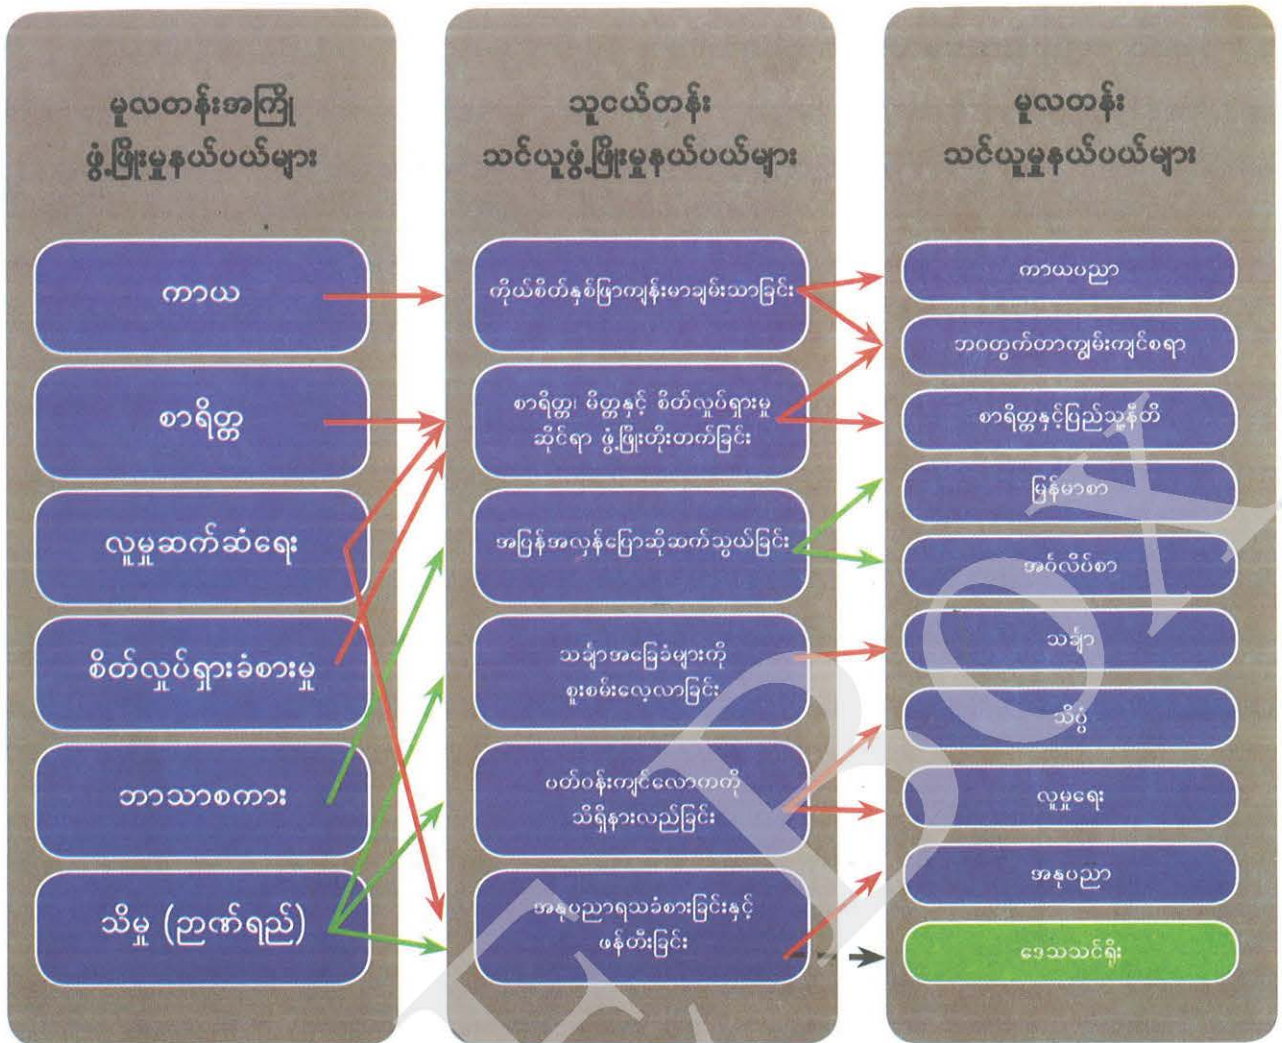 မူလတန်းအကြို
ဖွံ့ဖြိုးမှုနယ်ပယ်များ
ကာယ
စာရိတ္တ
လူမှုဆက်ဆံရေး
စိတ်လှုပ်ရှားခံစားမှု
ဘာသာစကား
သိမှု (ဉာဏ်ရည်)
သူငယ်တန်း
သင်ယူဖွံ့ဖြိုးမှုနယ်ပယ်များ
ကိုယ်စိတ်နှစ်ဖြာကျန်းမာချမ်းသာခြင်း
စာရိတ္တ၊ မိတ္တနှင့် စိတ်လှုပ်ရှားမှု
ဆိုင်ရာ ဖွံ့ဖြိုးတိုးတက်ခြင်း
အပြန်အလှန်ပြောဆိုဆက်သွယ်ခြင်း
သင်္ချာအခြေခံများကို
စူးစမ်းလေ့လာခြင်း
ပတ်ဝန်းကျင်လောကကို
သိရှိနားလည်ခြင်း
အနုပညာရသခံစားခြင်းနှင့်
ဖန်တီးခြင်း
မူလတန်း
သင်ယူမှုနယ်ပယ်များ
ကာယပညာ
ဘဝတွက်တာကျွမ်းကျင်စရာ
စာရိတ္တနှင့်ပြည်သူ့နီတိ
မြန်မာစာ
အင်္ဂလိပ်စာ
သင်္ချာ
သိပ္ပံ
လူမှုရေး
အနုပညာ
ဒေသသင်ရိုး
E BOX